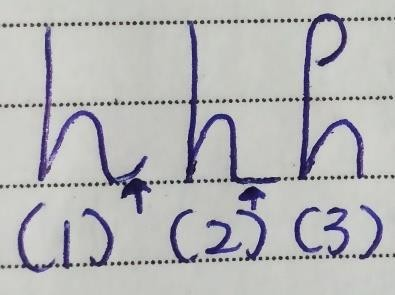 h h h
(1) (2) (3)